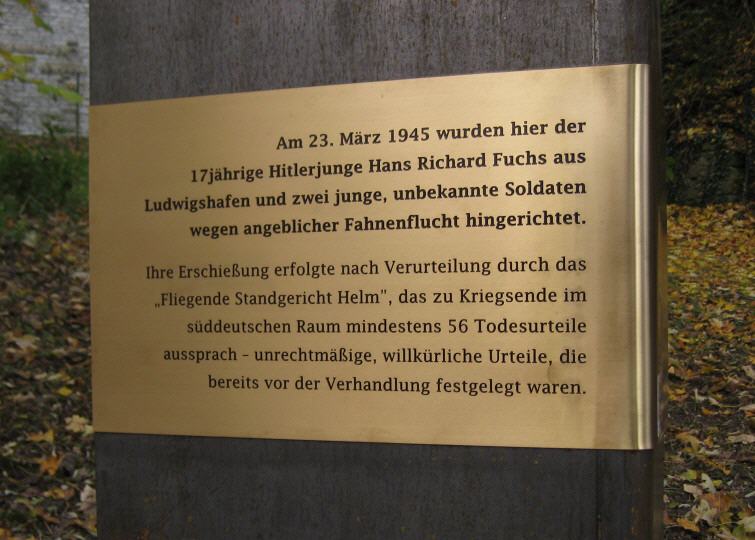 Am 23. März 1945 wurden hier der
17jährige Hitlerjunge Hans Richard Fuchs aus
Ludwigshafen und zwei junge, unbekannte Soldaten
wegen angeblicher Fahnenflucht hingerichtet.
Ihre Erschießung erfolgte nach Verurteilung durch das
„Fliegende Standgericht Helm", das zu Kriegsende im
süddeutschen Raum mindestens 56 Todesurteile
aussprach – unrechtmäßige, willkürliche Urteile, die
bereits vor der Verhandlung festgelegt waren.